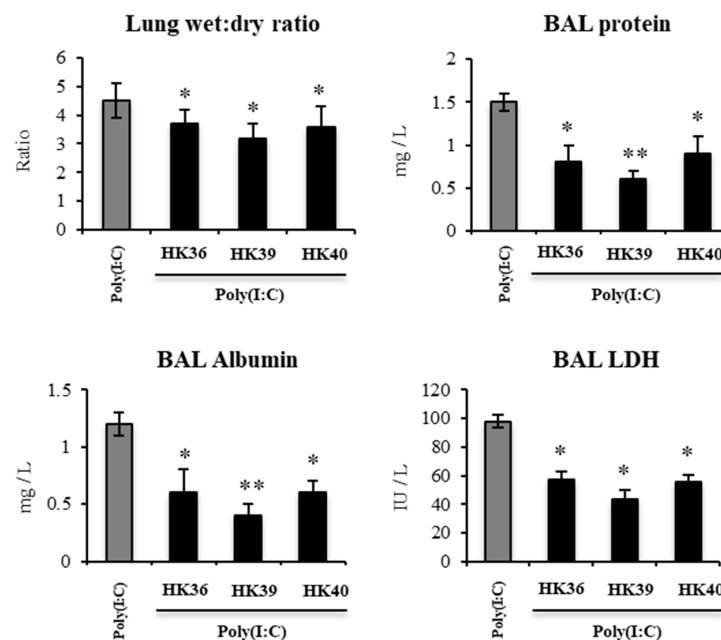 Lung wet:dry ratio
6
5
4
3
2
1
0
Ratio
*
*
*
Poly(I:C)
HK36
HK39
HK40
Poly(I:C)
BAL protein
2
1.5
1
0.5
0
mg / L
*
**
*
Poly(I:C)
HK36
HK39
HK40
Poly(I:C)
BAL Albumin
1.5
1
0.5
0
mg / L
*
**
*
Poly(I:C)
HK36
HK39
HK40
Poly(I:C)
BAL LDH
120
100
80
60
40
20
0
IU / L
*
*
*
Poly(I:C)
HK36
HK39
HK40
Poly(I:C)